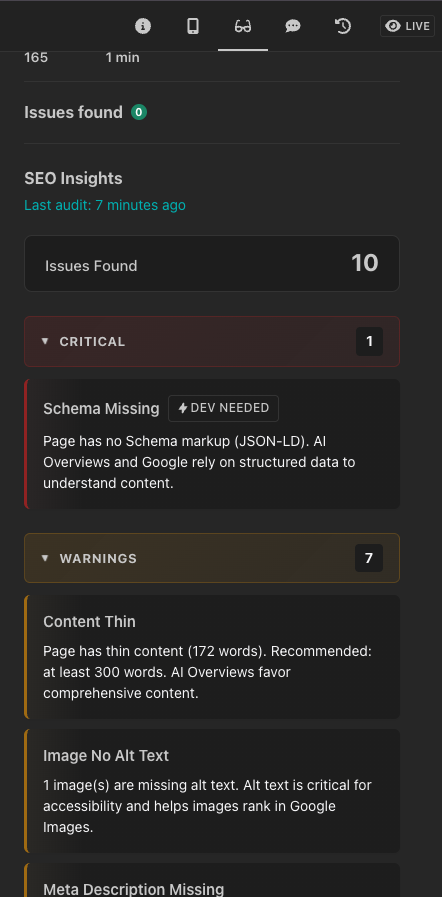 LIVE
165 1 min
Issues found 0
SEO Insights
Last audit: 7 minutes ago
Issues Found 10
▼ CRITICAL 1
Schema Missing DEV NEEDED
Page has no Schema markup (JSON-LD). AI
Overviews and Google rely on structured data to
understand content.
▼ WARNINGS 7
Content Thin
Page has thin content (172 words). Recommended:
at least 300 words. AI Overviews favor
comprehensive content.
Image No Alt Text
1 image(s) are missing alt text. Alt text is critical for
accessibility and helps images rank in Google
Images.
Meta Description Missing